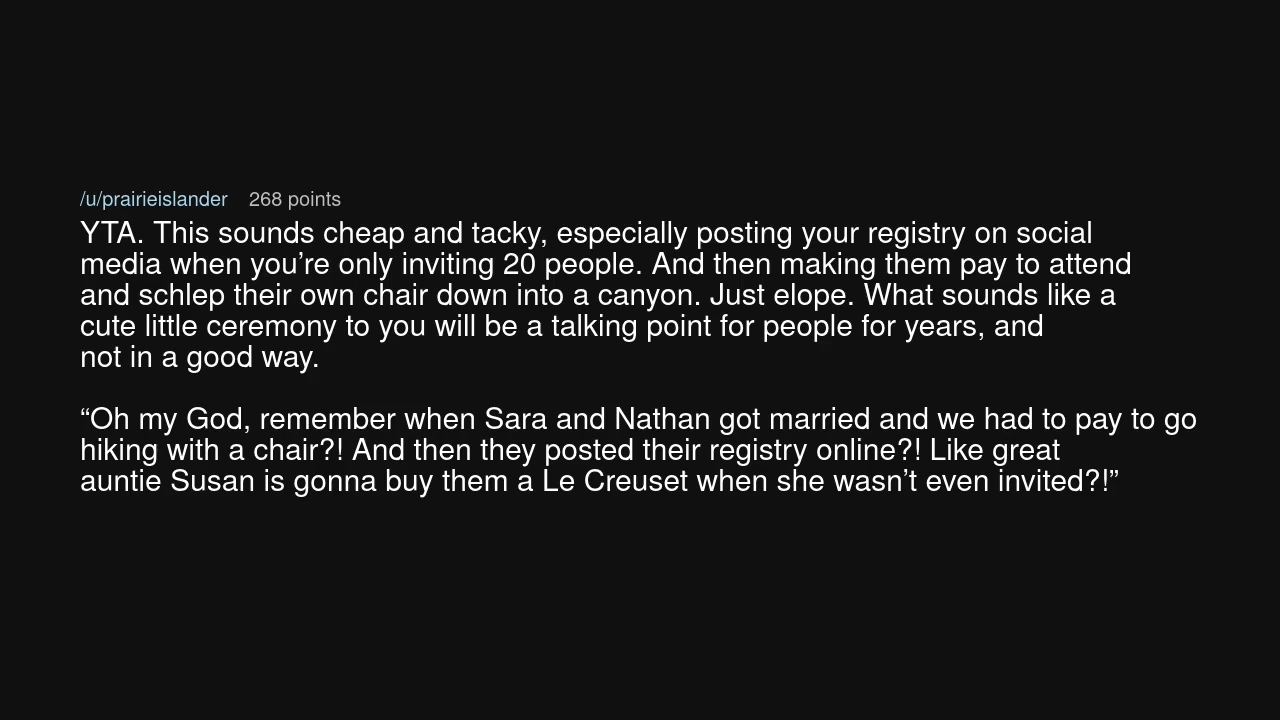 /u/prairieislander 268 points
YTA. This sounds cheap and tacky, especially posting your registry on social
media when you’re only inviting 20 people. And then making them pay to attend
and schlep their own chair down into a canyon. Just elope. What sounds like a
cute little ceremony to you will be a talking point for people for years, and
not in a good way.
“Oh my God, remember when Sara and Nathan got married and we had to pay to go
hiking with a chair?! And then they posted their registry online?! Like great
auntie Susan is gonna buy them a Le Creuset when she wasn’t even invited?!”